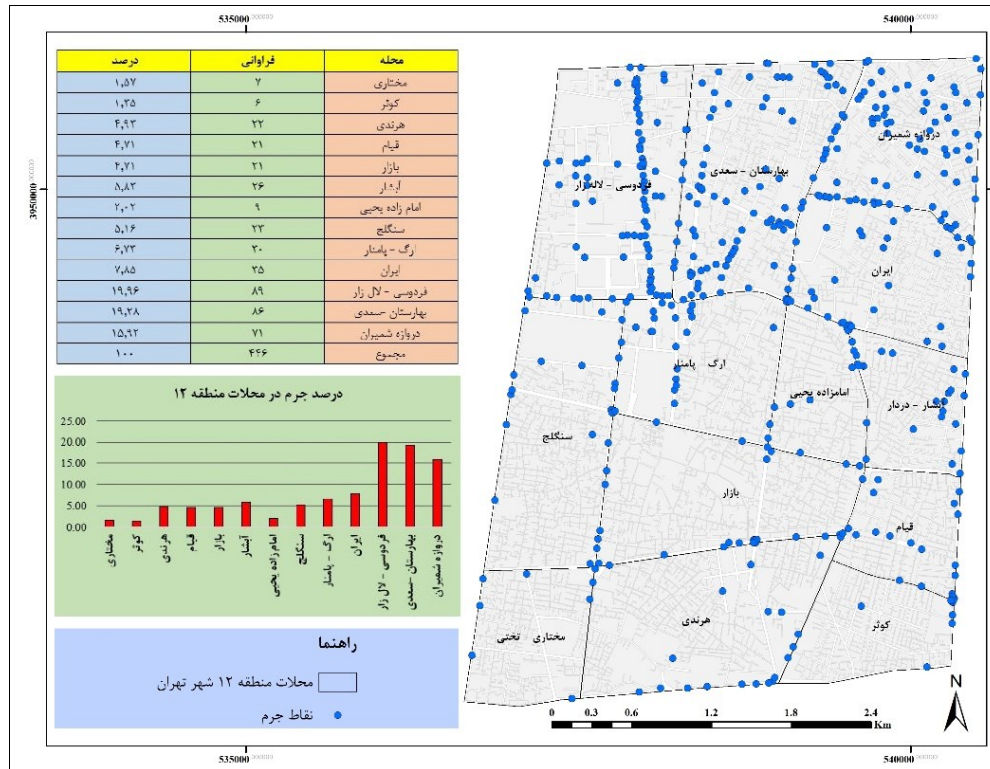 535000
540000
3950000
محله فراوانی درصد
مختاری ۷ ۱,۵۷
کوثر ۶ ۱,۳۵
هرندی ۲۲ ۴,۹۳
قیام ۲۱ ۴,۷۱
بازار ۲۱ ۴,۷۱
آبشار ۲۶ ۵,۸۳
امام زاده یحیی ۹ ۲,۰۲
سنگلج ۲۳ ۵,۱۶
ارگ - پامنار ۳۰ ۶,۷۳
ایران ۳۵ ۷,۸۵
فردوسی - لال زار ۸۹ ۱۹,۹۶
بهارستان -سعدی ۸۶ ۱۹,۲۸
دروازه شمیران ۷۱ ۱۵,۹۲
مجموع ۴۴۶ ۱۰۰
درصد جرم در محلات منطقه ۱۲
25.00
20.00
15.00
10.00
5.00
0.00
مختاری
کوثر
هرندی
قیام
بازار
آبشار
امام زاده یحیی
سنگلج
ارگ - پامنار
ایران
فردوسی - لال زار
بهارستان -سعدی
دروازه شمیران
راهنما
محلات منطقه ۱۲ شهر تهران
نقاط جرم
دروازه شمیران
بهارستان - سعدی
فردوسی - لاله زار
ایران
ارگ پامنار
امامزاده یحیی
آبشار - دردار
سنگلج
بازار
قیام
هرندی
کوثر
مختاری تختی
N
0 0.3 0.6 1.2 1.8 2.4
Km
3950000
535000
540000